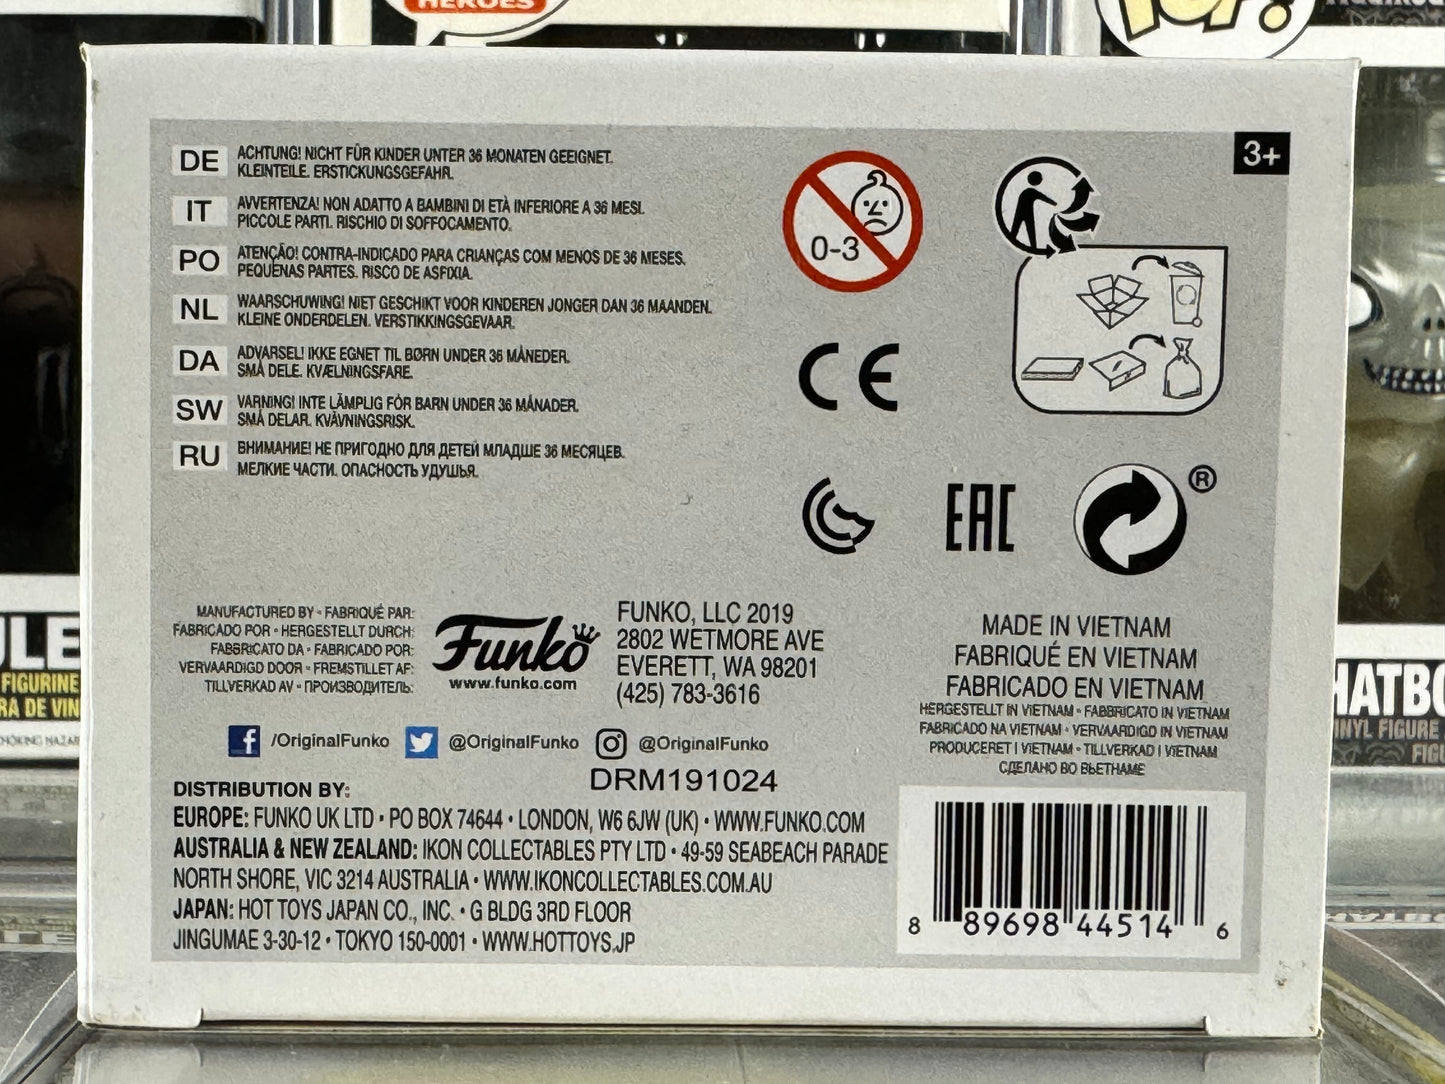 HEROES
POP!
DE ACHTUNG! NICHT FÜR KINDER UNTER 36 MONATEN GEEIGNET.
KLEINTEILE. ERSTICKUNGSGEFAHR.
IT AVVERTENZA! NON ADATTO A BAMBINI DI ETÀ INFERIORE A 36 MESI.
PICCOLE PARTI. RISCHIO DI SOFFOCAMENTO.
PO ATENÇÃO! CONTRA-INDICADO PARA CRIANÇAS COM MENOS DE 36 MESES.
PEQUENAS PARTES. RISCO DE ASFIXIA.
NL WAARSCHUWING! NIET GESCHIKT VOOR KINDEREN JONGER DAN 36 MAANDEN.
KLEINE ONDERDELEN. VERSTIKKINGSGEVAAR.
DA ADVARSEL! IKKE EGNET TIL BØRN UNDER 36 MÅNEDER.
SMÅ DELE. KVÆLNINGSFARE.
SW VARNING! INTE LÄMPLIG FÖR BARN UNDER 36 MÅNADER.
SMÅ DELAR. KVÄVNINGSRISK.
RU ВНИМАНИЕ! НЕ ПРИГОДНО ДЛЯ ДЕТЕЙ МЛАДШЕ 36 МЕСЯЦЕВ.
МЕЛКИЕ ЧАСТИ. ОПАСНОСТЬ УДУШЬЯ.
0-3
3+
CE
EAC
®
MANUFACTURED BY • FABRIQUÉ PAR:
FABRICADO POR • HERGESTELLT DURCH:
FABBRICATO DA • FABRICADO POR:
VERVAARDIGD DOOR • FREMSTILLET AF:
TILLVERKAD AV • ПРОИЗВОДИТЕЛЬ:
Funko
www.funko.com
FUNKO, LLC 2019
2802 WETMORE AVE
EVERETT, WA 98201
(425) 783-3616
MADE IN VIETNAM
FABRIQUÉ EN VIETNAM
FABRICADO EN VIETNAM
HERGESTELLT IN VIETNAM • FABBRICATO IN VIETNAM
FABRICADO NA VIETNAM • VERVAARDIGD IN VIETNAM
PRODUCERET I VIETNAM • TILLVERKAD I VIETNAM
СДЕЛАНО ВО ВЬЕТНАМЕ
/OriginalFunko @OriginalFunko @OriginalFunko
DRM191024
DISTRIBUTION BY:
EUROPE: FUNKO UK LTD • PO BOX 74644 • LONDON, W6 6JW (UK) • WWW.FUNKO.COM
AUSTRALIA & NEW ZEALAND: IKON COLLECTABLES PTY LTD • 49-59 SEABEACH PARADE
NORTH SHORE, VIC 3214 AUSTRALIA • WWW.IKONCOLLECTABLES.COM.AU
JAPAN: HOT TOYS JAPAN CO., INC. • G BLDG 3RD FLOOR
JINGUMAE 3-30-12 • TOKYO 150-0001 • WWW.HOTTOYS.JP
8 89698 44514 6
FIGURINE
VINYL FIGURE